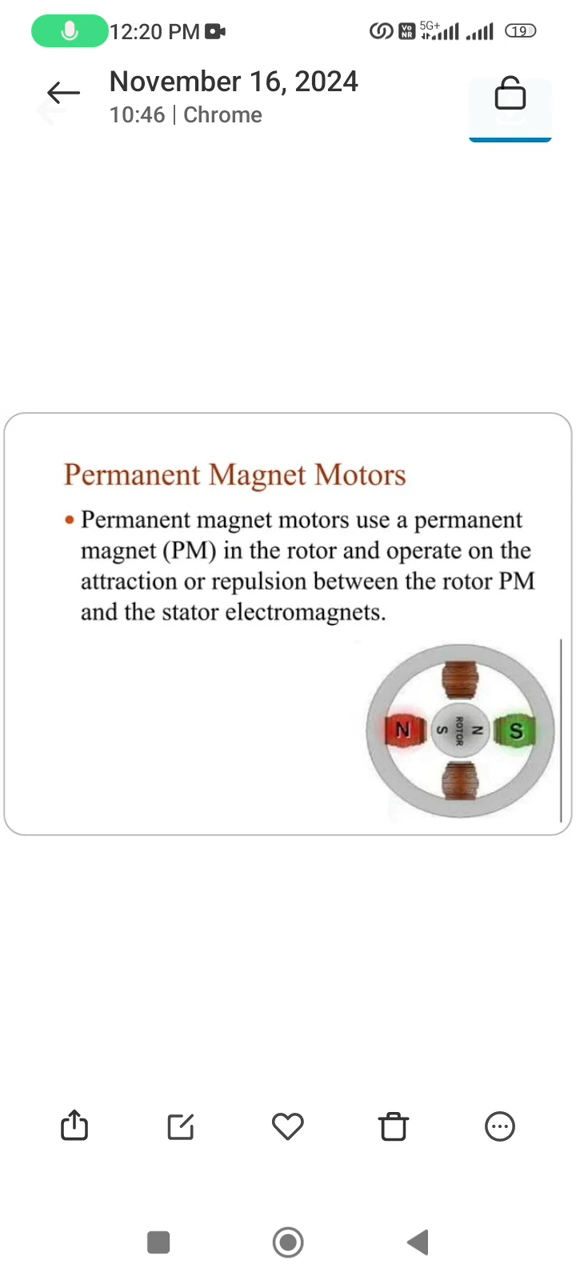 12:20 PM
5G+
Vo
NR
19
November 16, 2024
10:46 | Chrome
Permanent Magnet Motors
• Permanent magnet motors use a permanent
magnet (PM) in the rotor and operate on the
attraction or repulsion between the rotor PM
and the stator electromagnets.
N S ROTOR N S